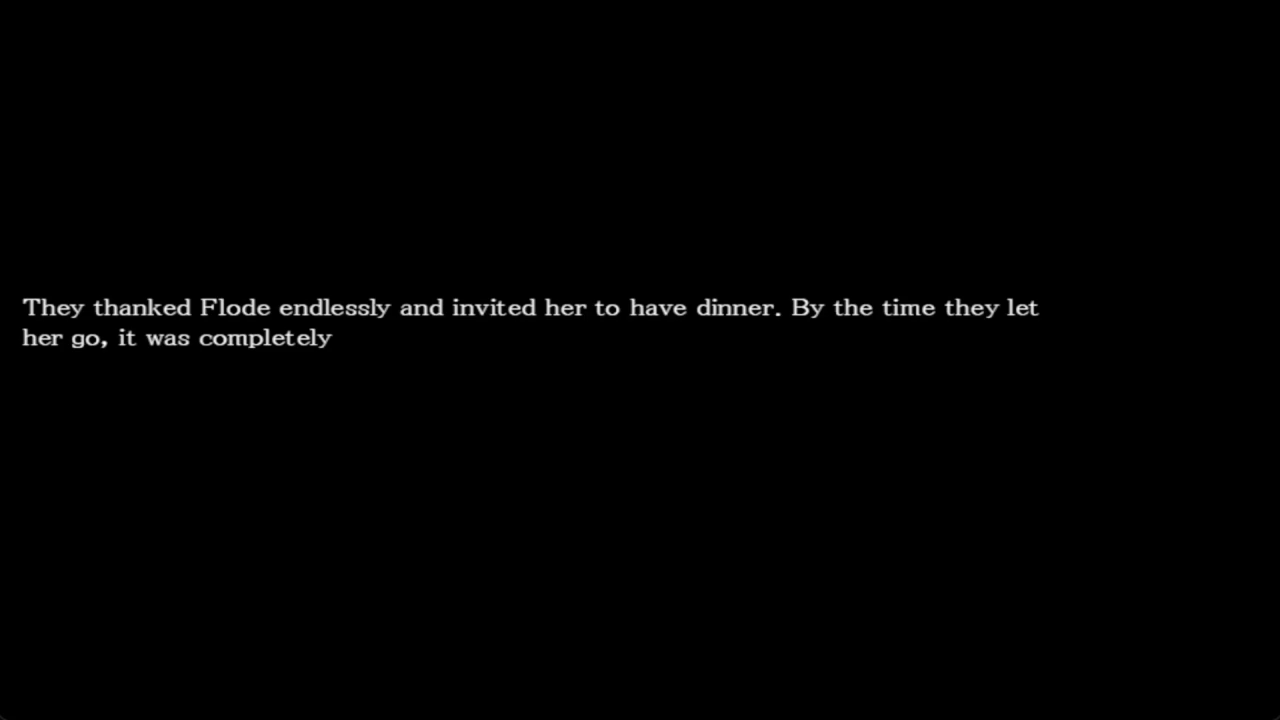 They thanked Flode endlessly and invited her to have dinner. By the time they let
her go, it was completely